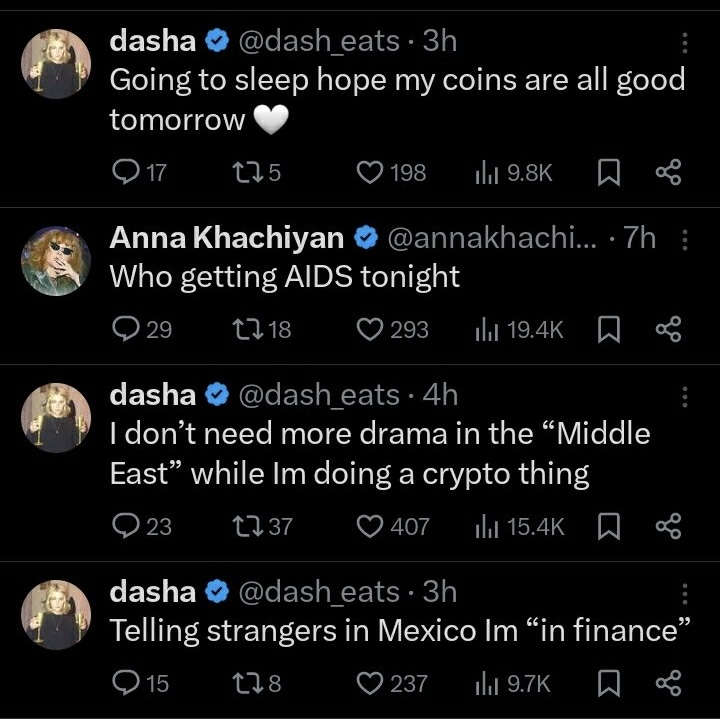 dasha @dash_eats · 3h
Going to sleep hope my coins are all good
tomorrow 🤍
17 5 198 9.8K
Anna Khachiyan @annakhachi... · 7h
Who getting AIDS tonight
29 18 293 19.4K
dasha @dash_eats · 4h
I don’t need more drama in the “Middle
East” while Im doing a crypto thing
23 37 407 15.4K
dasha @dash_eats · 3h
Telling strangers in Mexico Im “in finance”
15 8 237 9.7K